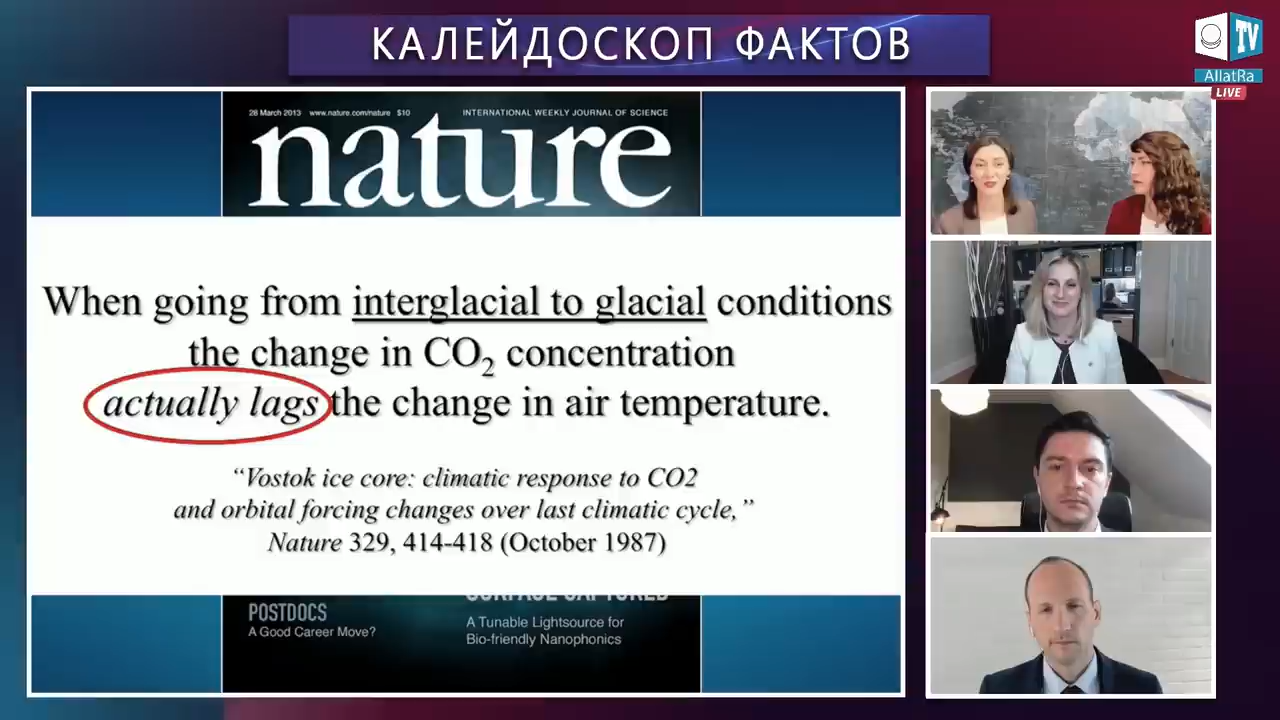 КАЛЕЙДОСКОП ФАКТОВ
TV
AllatRa
LIVE
28 March 2013 www.nature.com/nature $10
INTERNATIONAL WEEKLY JOURNAL OF SCIENCE
nature
When going from interglacial to glacial conditions
the change in CO₂ concentration
actually lags the change in air temperature.
“Vostok ice core: climatic response to CO2
and orbital forcing changes over last climatic cycle,”
Nature 329, 414-418 (October 1987)
POSTDOCS
A Good Career Move?
A Tunable Lightsource for
Bio-friendly Nanophonics